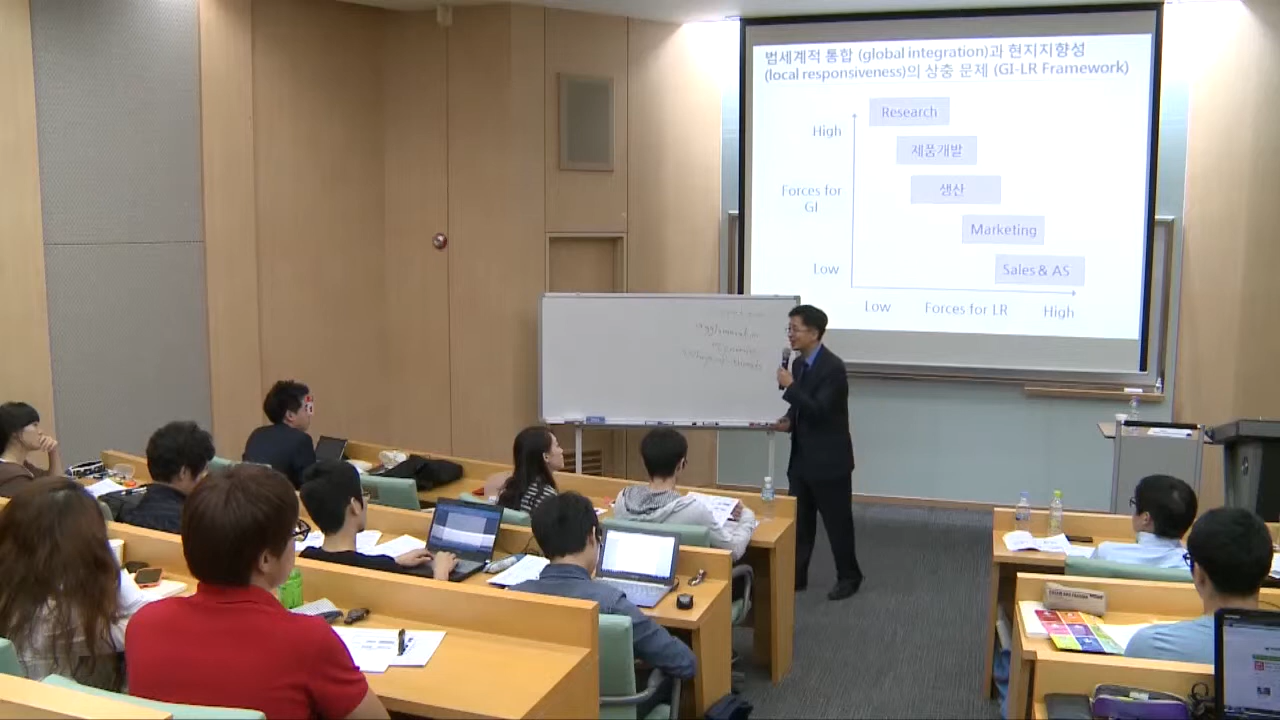 범세계적 통합 (global integration)과 현지지향성
(local responsiveness)의 상충 문제 (GI-LR Framework)
Research
High
제품개발
Forces for
GI
생산
Marketing
Low
Sales & AS
Low
Forces for LR
High